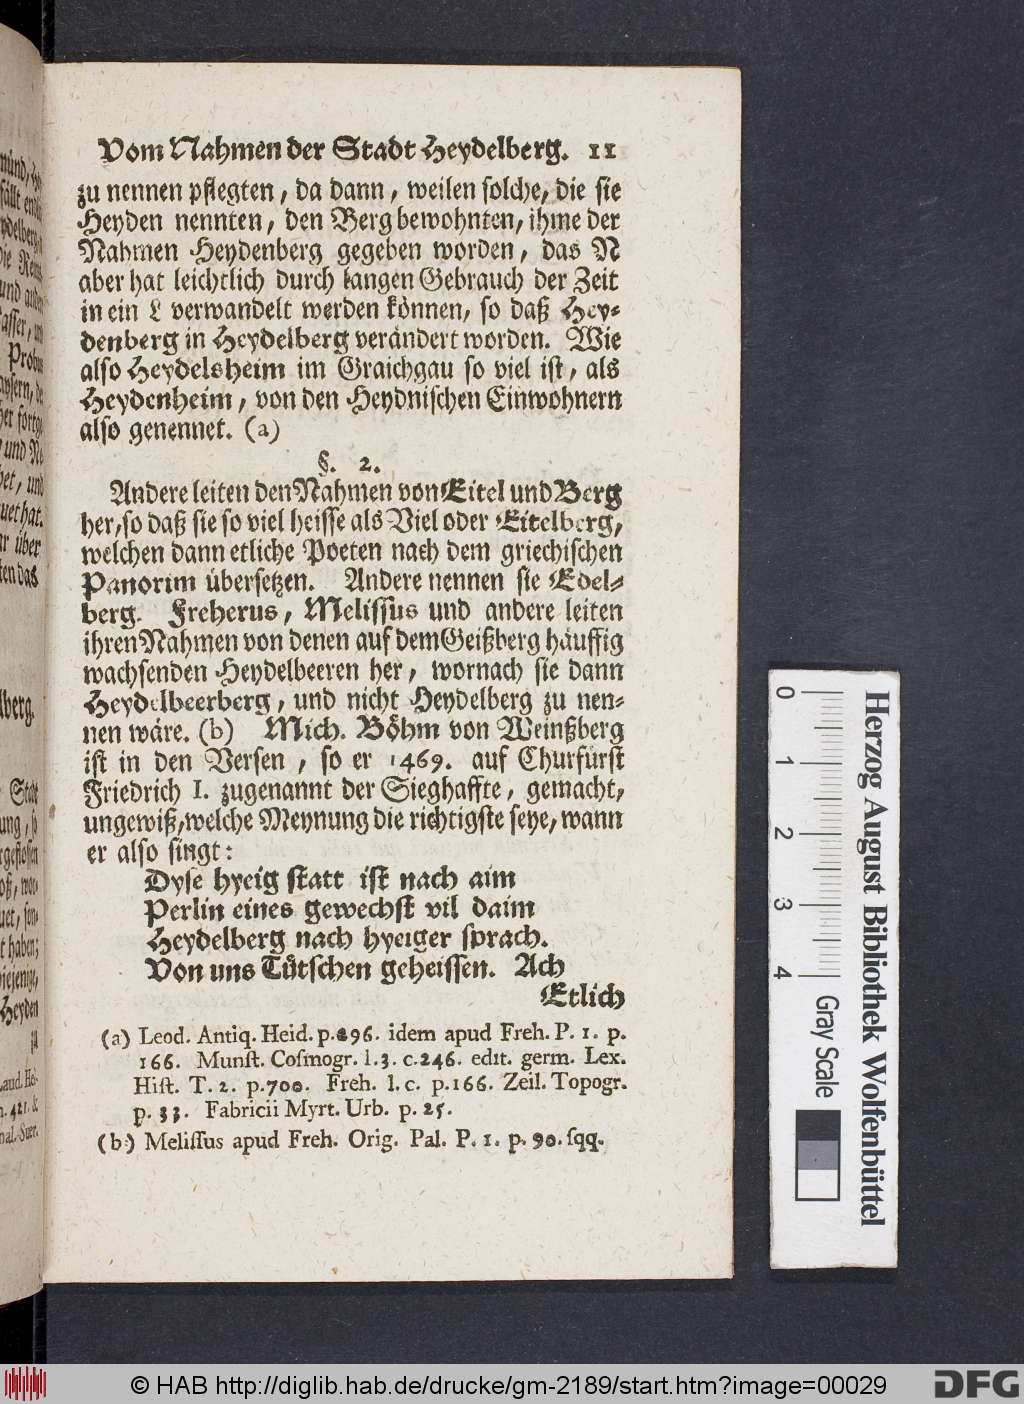 Vom Nahmen der Stadt Heydelberg. 11
zu nennen pflegten, da dann, weilen solche, die sie
Heyden nennten, den Berg bewohnten, ihme der
Nahmen Heydenberg gegeben worden, das N
aber hat leichtlich durch langen Gebrauch der Zeit
in ein L verwandelt werden können, so daß Hey-
denberg in Heydelberg verändert worden. Wie
also Heydelsheim im Graichgau so viel ist, als
Heydenheim, von den Heydnischen Einwohnern
also genennet. (a)
§. 2.
Andere leiten den Nahmen von Eitel und Berg
her, so daß sie so viel heisse als Viel oder Eitelberg,
welchen dann etliche Poeten nach dem griechischen
Panorim übersetzen. Andere nennen sie Edel-
berg. Freherus, Melissus und andere leiten
ihren Nahmen von denen auf dem Geißberg häuffig
wachsenden Heydelbeeren her, wornach sie dann
Heydelbeerberg, und nicht Heydelberg zu nen-
nen wäre. (b) Mich. Böhm von Weinßberg
ist in den Versen, so er 1469. auf Churfürst
Friedrich I. zugenannt der Sieghaffte, gemacht,
ungewiß, welche Meynung die richtigste seye, wann
er also singt:
Dyse hyeig statt ist nach aim
Perlin eines gewechst vil daim
Heydelberg nach hyeiger sprach.
Von uns Tütschen geheissen. Ach
Etlich
(a) Leod. Antiq. Heid. p. 296. idem apud Freh. P. 1. p.
166. Munst. Cosmogr. l. 3. c. 246. edit. germ. Lex.
Hist. T. 2. p. 700. Freh. l. c. p. 166. Zeil. Topogr.
p. 33. Fabricii Myrt. Urb. p. 25.
(b) Melissus apud Freh. Orig. Pal. P. 1. p. 90. sqq.
0 1 2 3 4
Gray Scale
Herzog August Bibliothek Wolfenbüttel
© HAB http://diglib.hab.de/drucke/gm-2189/start.htm?image=00029
DFG